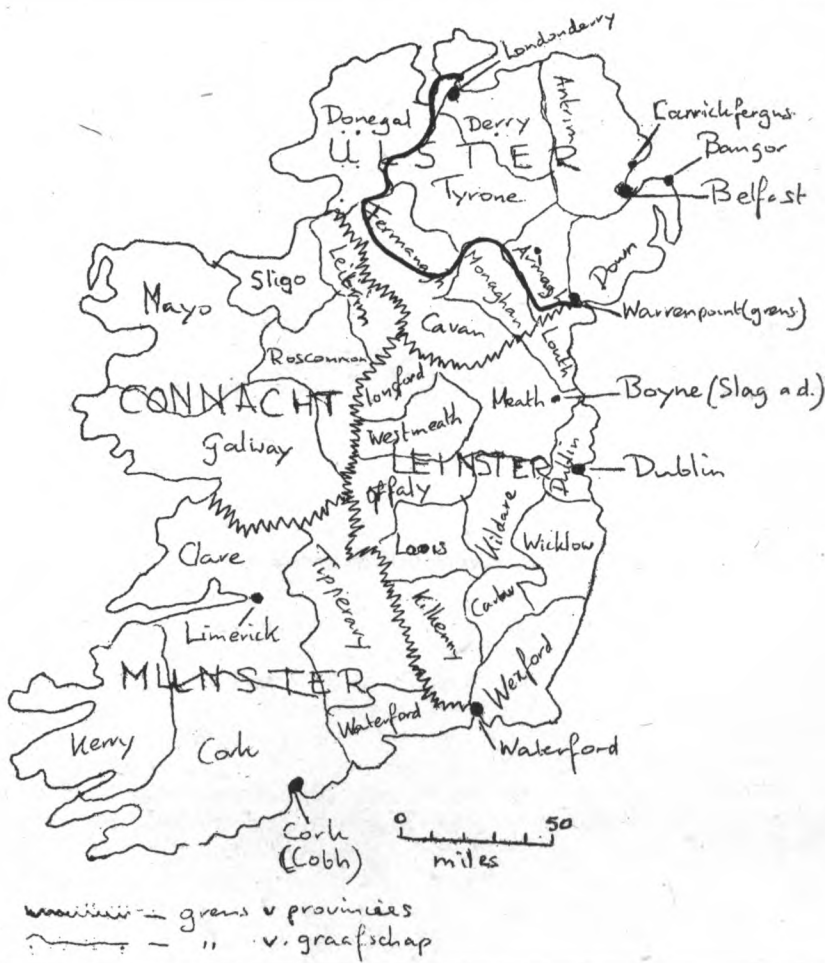 Londonderry
Donegal
Derry
Antrim
Carrickfergus.
Bangor
ULSTER
Tyrone
Belfast
Fermanagh
Armagh
Down
Monaghan
Sligo
Leitr
Mayo
Cavan
Warrenpoint (grens)
Roscommon
Louth
Longford
CONNACHT
Meath
Boyne (Slag a.d.)
Westmeath
Galway
LEINSTER
Dublin
Dublin
Offaly
Kildare
Laois
Wicklow
Clare
Tipperary
Carlow
Limerick
Kilkenny
MUNSTER
Wexford
Waterford
Kerry
Cork
Waterford
Cork
(Cobh)
0 50
miles
— grens v provincies
— " v. graafschap